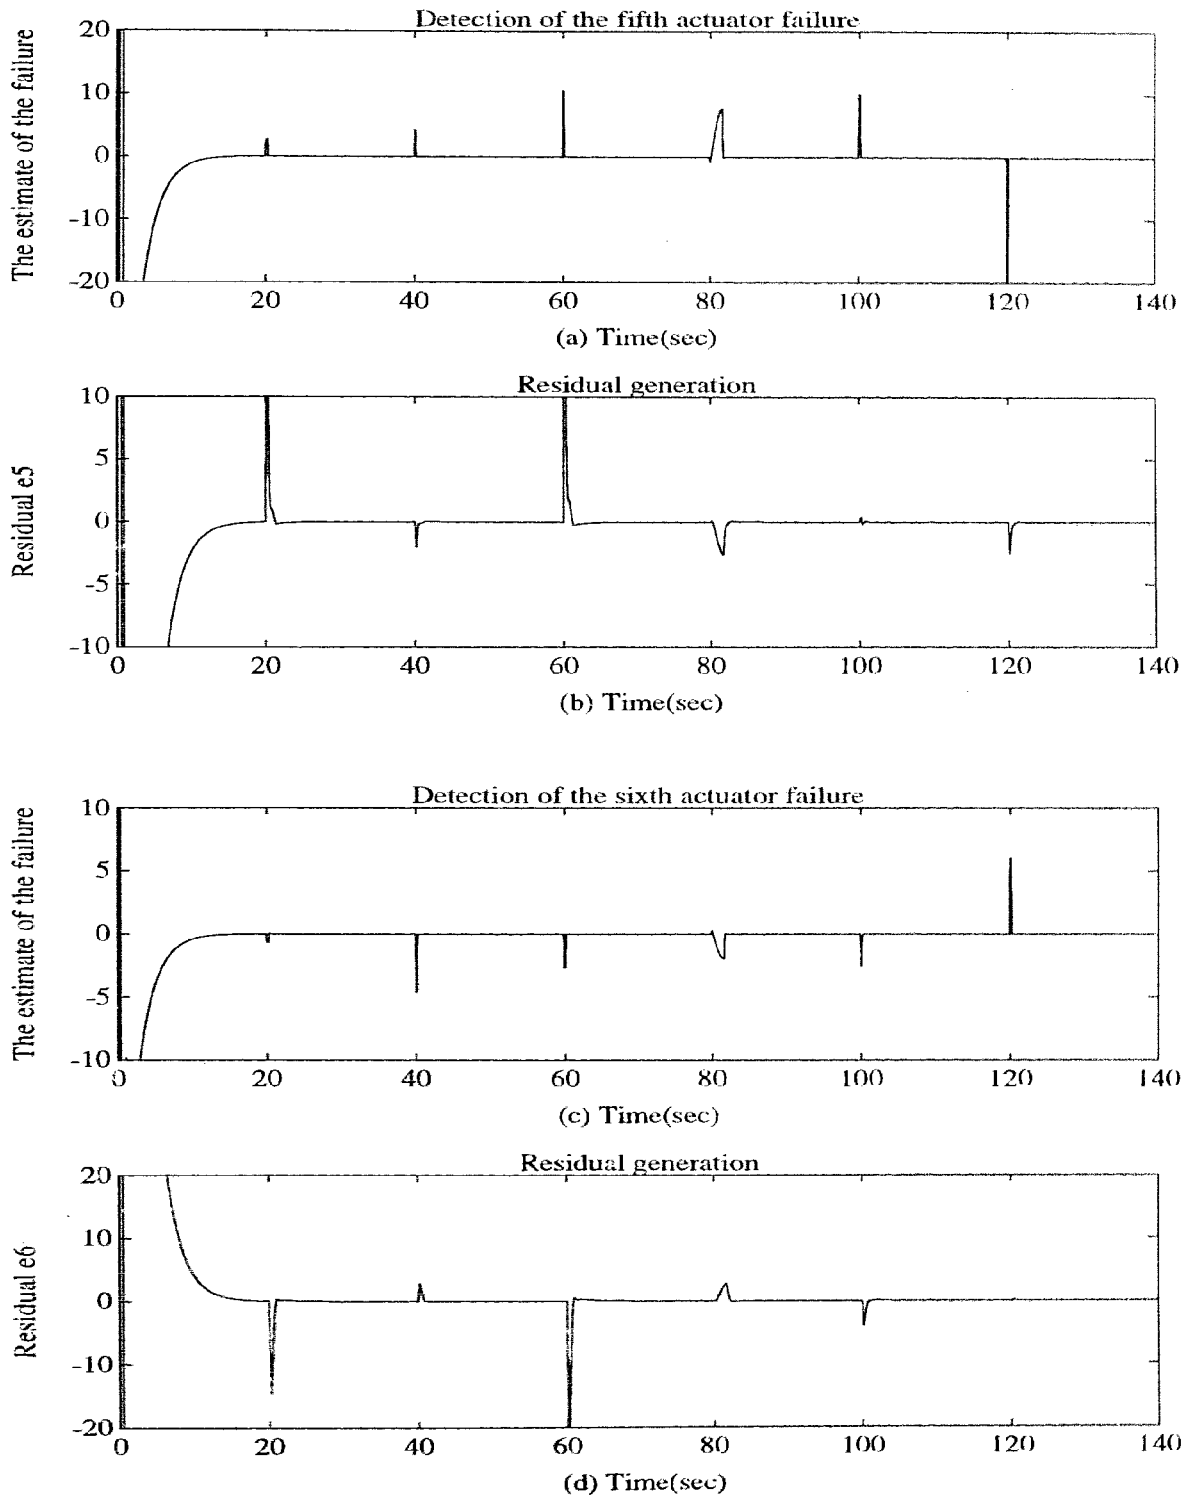 Detection of the fifth actuator failure
The estimate of the failure
20
10
0
-10
-20
0 20 40 60 80 100 120 140
(a) Time(sec)
Residual generation
Residual e5
10
5
0
-5
-10
0 20 40 60 80 100 120 140
(b) Time(sec)
Detection of the sixth actuator failure
The estimate of the failure
10
5
0
-5
-10
0 20 40 60 80 100 120 140
(c) Time(sec)
Residual generation
Residual e6
20
10
0
-10
-20
0 20 40 60 80 100 120 140
(d) Time(sec)